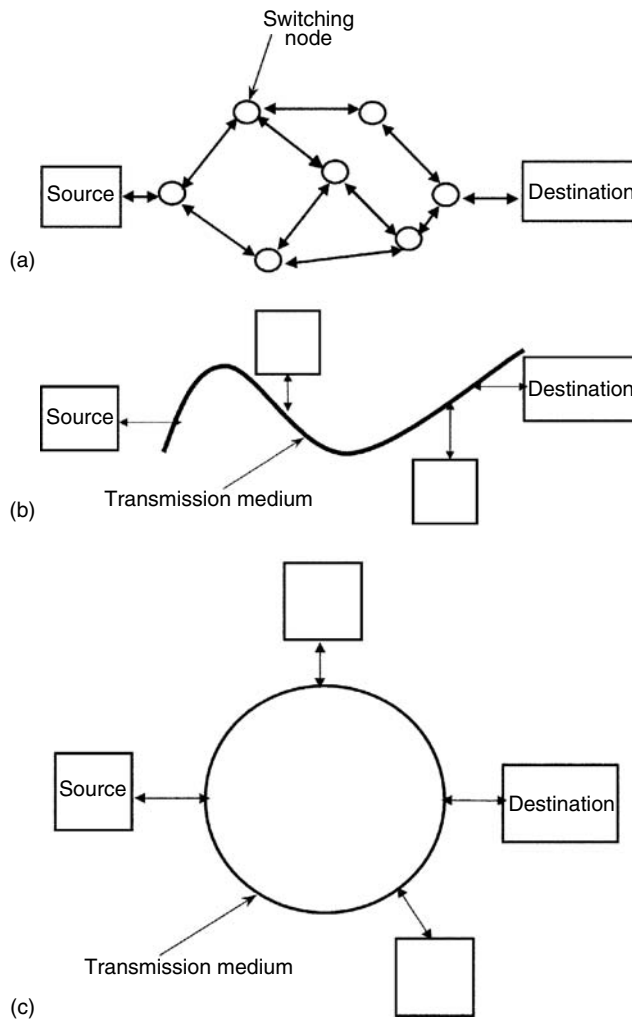 Switching
node
Source
Destination
(a)
Source
Destination
Transmission medium
(b)
Source
Destination
Transmission medium
(c)